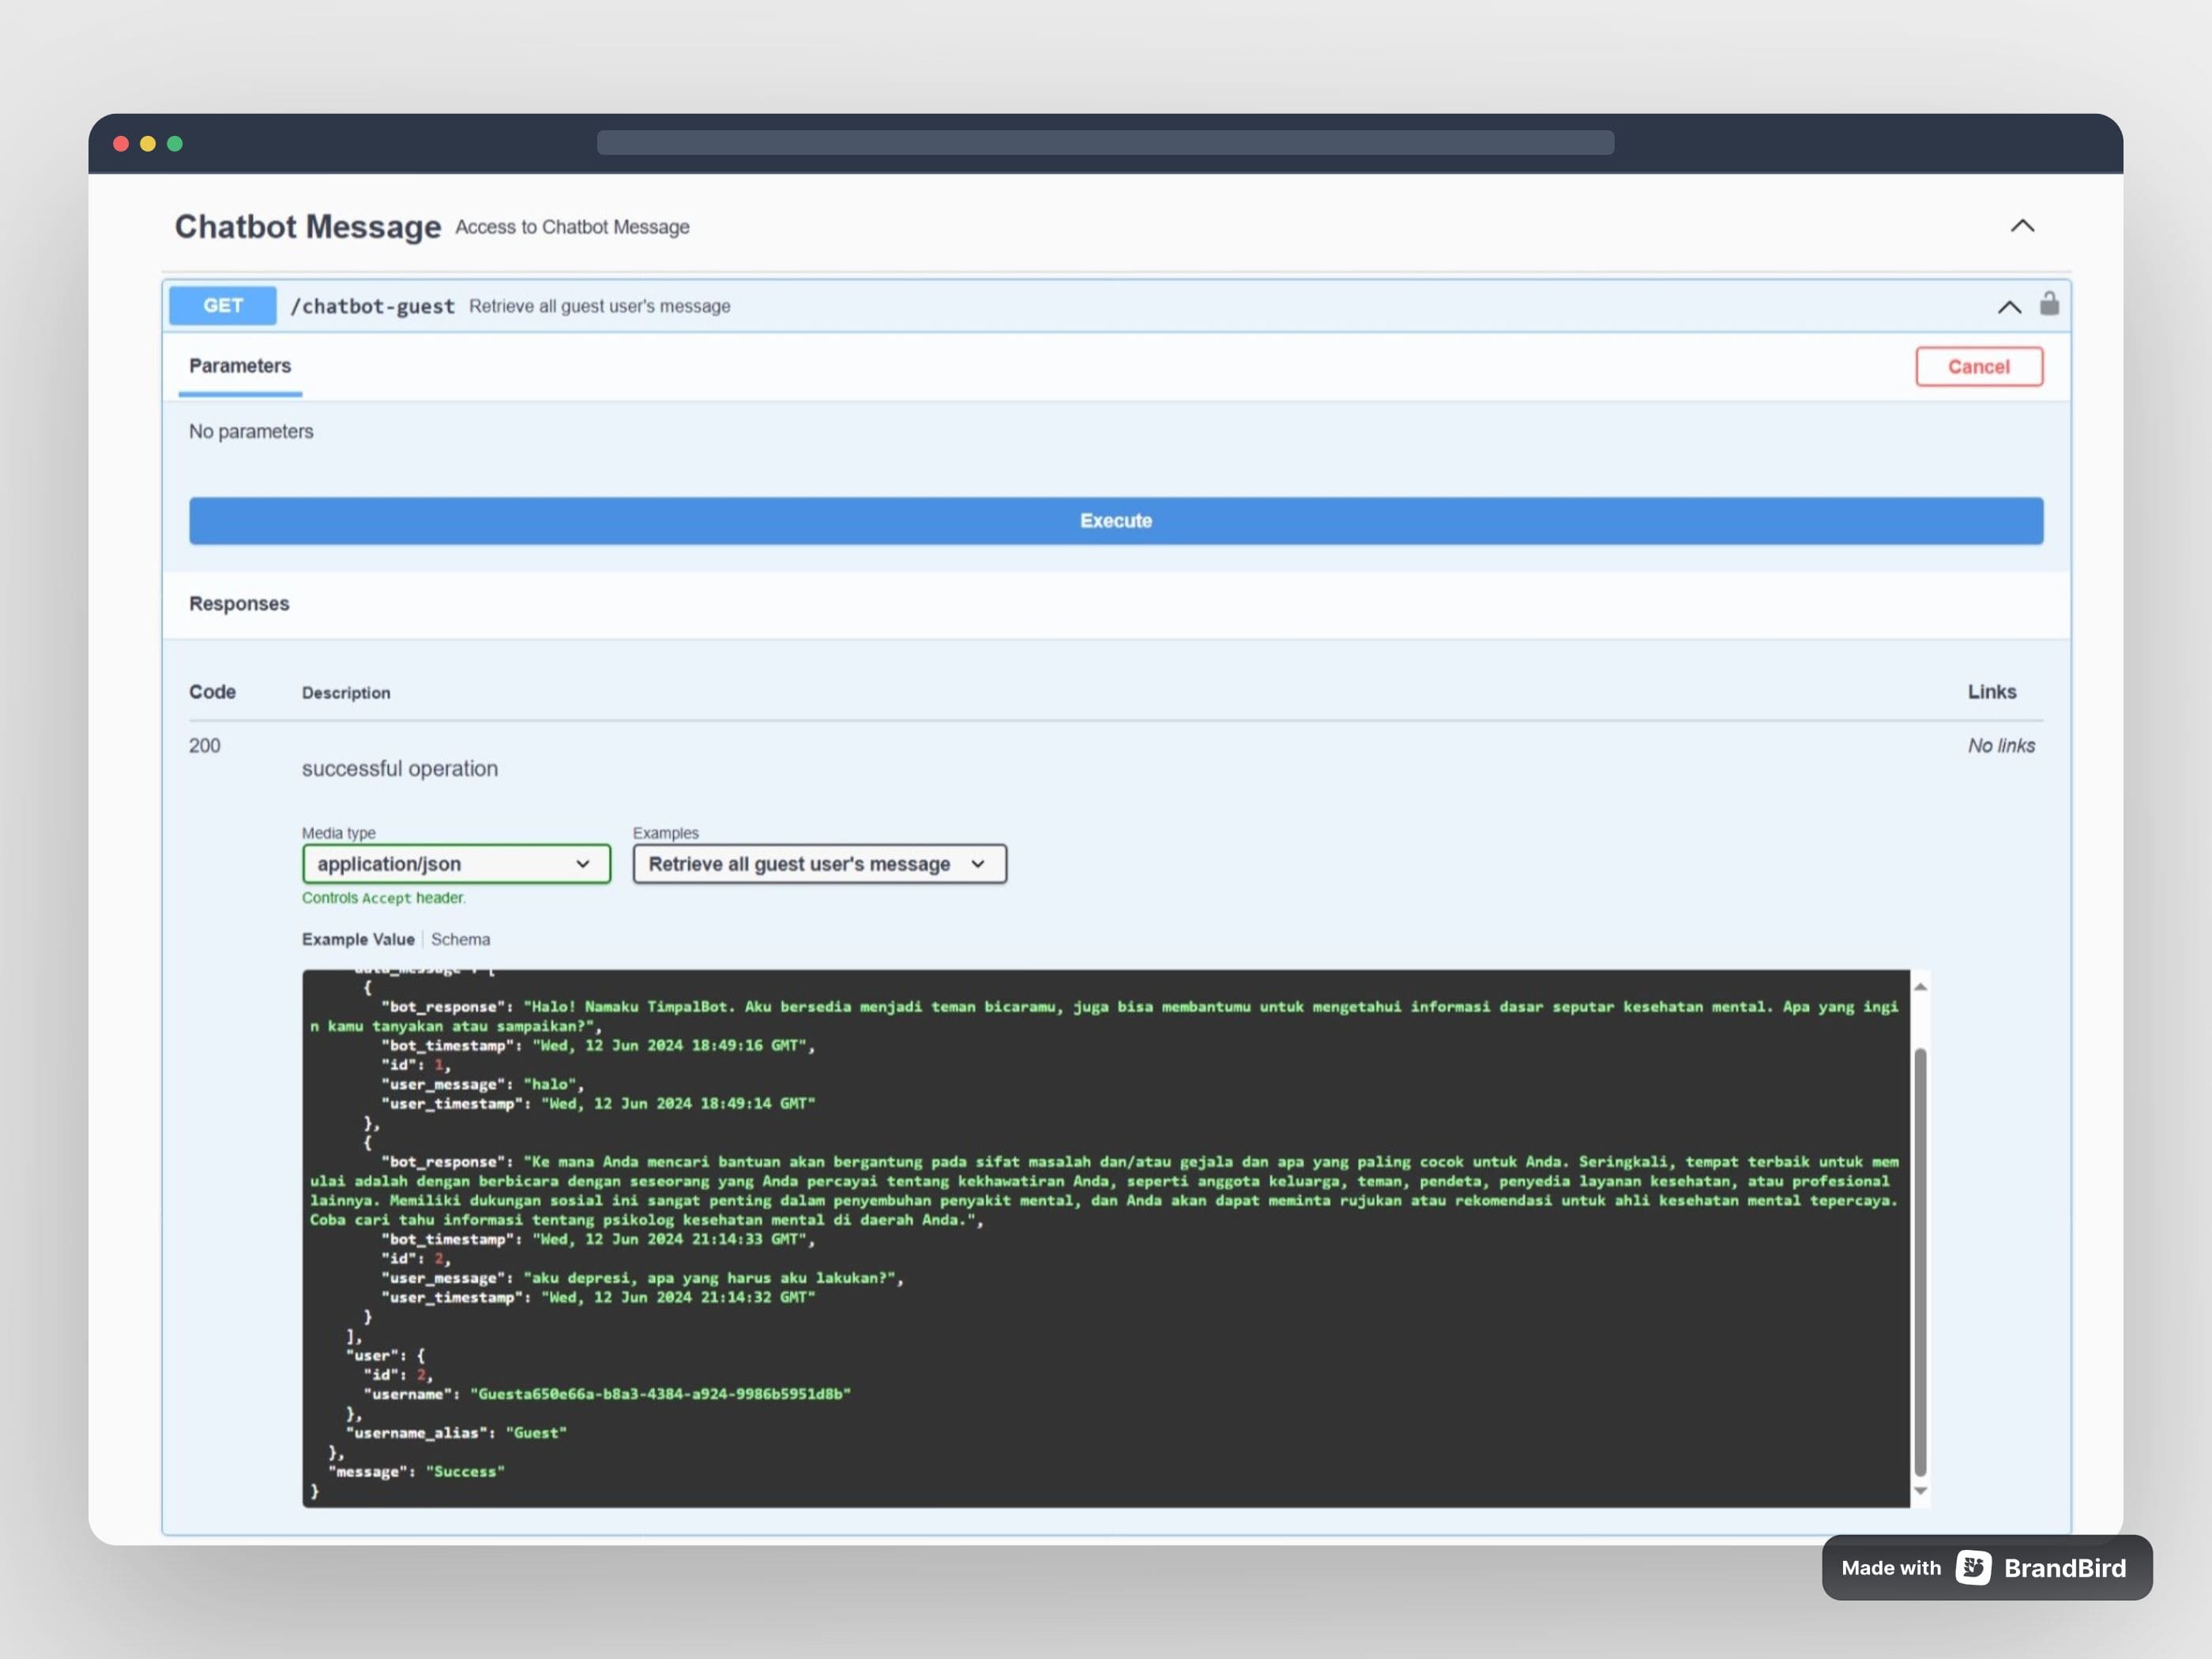 Chatbot Message Access to Chatbot Message
GET /chatbot-guest Retrieve all guest user's message
Parameters
Cancel
No parameters
Execute
Responses
Code Description Links
200 No links
successful operation
Media type Examples
application/json Retrieve all guest user's message
Controls Accept header.
Example Value Schema
data_message": [
{
"bot_response": "Halo! Namaku TimpalBot. Aku bersedia menjadi teman bicaramu, juga bisa membantumu untuk mengetahui informasi dasar seputar kesehatan mental. Apa yang ingi
n kamu tanyakan atau sampaikan?",
"bot_timestamp": "Wed, 12 Jun 2024 18:49:16 GMT",
"id": 1,
"user_message": "halo",
"user_timestamp": "Wed, 12 Jun 2024 18:49:14 GMT"
},
{
"bot_response": "Ke mana Anda mencari bantuan akan bergantung pada sifat masalah dan/atau gejala dan apa yang paling cocok untuk Anda. Seringkali, tempat terbaik untuk mem
ulai adalah dengan berbicara dengan seseorang yang Anda percayai tentang kekhawatiran Anda, seperti anggota keluarga, teman, pendeta, penyedia layanan kesehatan, atau profesional
lainnya. Memiliki dukungan sosial ini sangat penting dalam penyembuhan penyakit mental, dan Anda akan dapat meminta rujukan atau rekomendasi untuk ahli kesehatan mental tepercaya.
Coba cari tahu informasi tentang psikolog kesehatan mental di daerah Anda.",
"bot_timestamp": "Wed, 12 Jun 2024 21:14:33 GMT",
"id": 2,
"user_message": "aku depresi, apa yang harus aku lakukan?",
"user_timestamp": "Wed, 12 Jun 2024 21:14:32 GMT"
}
],
"user": {
"id": 2,
"username": "Guesta650e66a-b8a3-4384-a924-9986b5951d8b"
},
"username_alias": "Guest"
},
"message": "Success"
}
Made with BrandBird